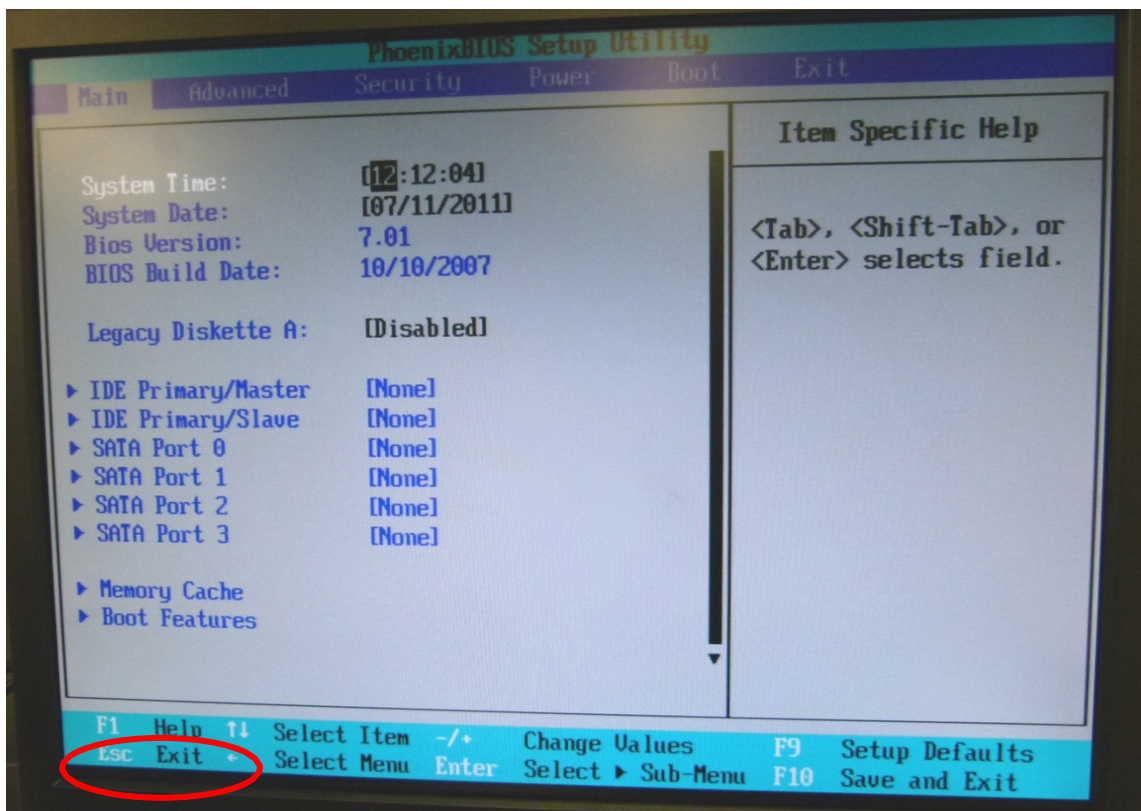 PhoenixBIOS Setup Utility
Main Advanced Security Power Boot Exit
Item Specific Help
System Time: [12:12:04]
System Date: [07/11/2011]
Bios Version: 7.01
BIOS Build Date: 10/10/2007
<Tab>, <Shift-Tab>, or
<Enter> selects field.
Legacy Diskette A: [Disabled]
▶ IDE Primary/Master [None]
▶ IDE Primary/Slave [None]
▶ SATA Port 0 [None]
▶ SATA Port 1 [None]
▶ SATA Port 2 [None]
▶ SATA Port 3 [None]
▶ Memory Cache
▶ Boot Features
F1 Help ↑↓ Select Item -/+ Change Values F9 Setup Defaults
Esc Exit ← Select Menu Enter Select ▶ Sub-Menu F10 Save and Exit